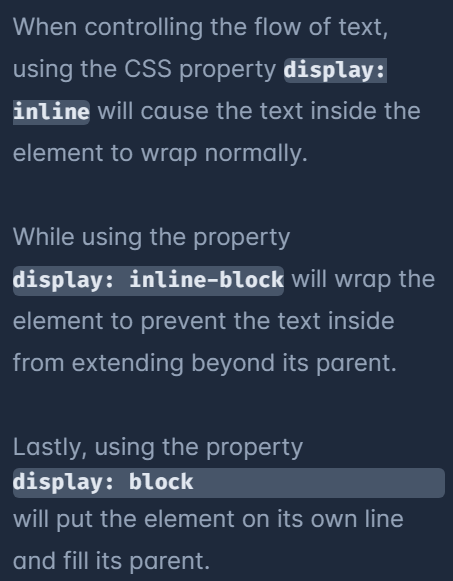 When controlling the flow of text,
using the CSS property display:
inline will cause the text inside the
element to wrap normally.
While using the property
display: inline-block will wrap the
element to prevent the text inside
from extending beyond its parent.
Lastly, using the property
display: block
will put the element on its own line
and fill its parent.